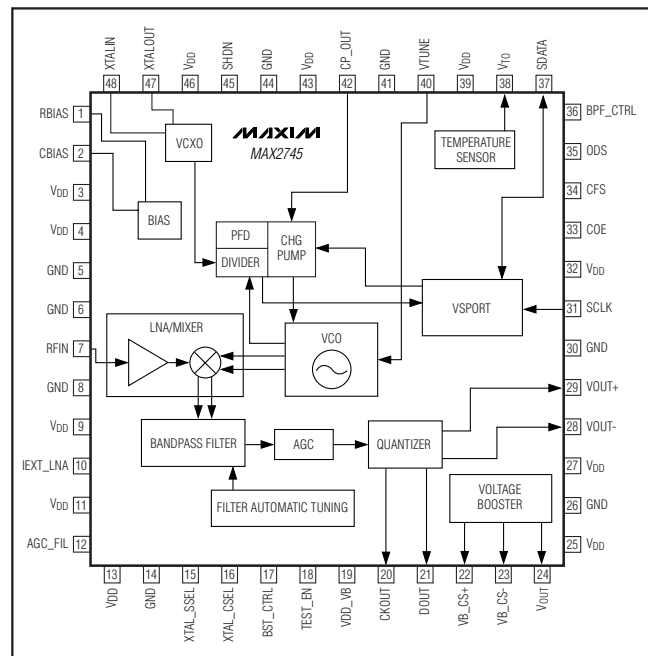 XTALIN
XTALOUT
VDD
SHDN
GND
VDD
CP_OUT
GND
VTUNE
VDD
VTO
SDATA
48
47
46
45
44
43
42
41
40
39
38
37
RBIAS 1
CBIAS 2
VDD 3
VDD 4
GND 5
GND 6
RFIN 7
GND 8
VDD 9
IEXT_LNA 10
VDD 11
AGC_FIL 12
MAXIM
MAX2745
VCXO
BIAS
TEMPERATURE
SENSOR
PFD
DIVIDER
CHG
PUMP
VSPORT
LNA/MIXER
VCO
BANDPASS FILTER
AGC
QUANTIZER
FILTER AUTOMATIC TUNING
VOLTAGE
BOOSTER
36 BPF_CTRL
35 ODS
34 CFS
33 COE
32 VDD
31 SCLK
30 GND
29 VOUT+
28 VOUT-
27 VDD
26 GND
25 VDD
13
14
15
16
17
18
19
20
21
22
23
24
VDD
GND
XTAL_SSEL
XTAL_CSEL
BST_CTRL
TEST_EN
VDD_VB
CKOUT
DOUT
VB_CS+
VB_CS-
VOUT